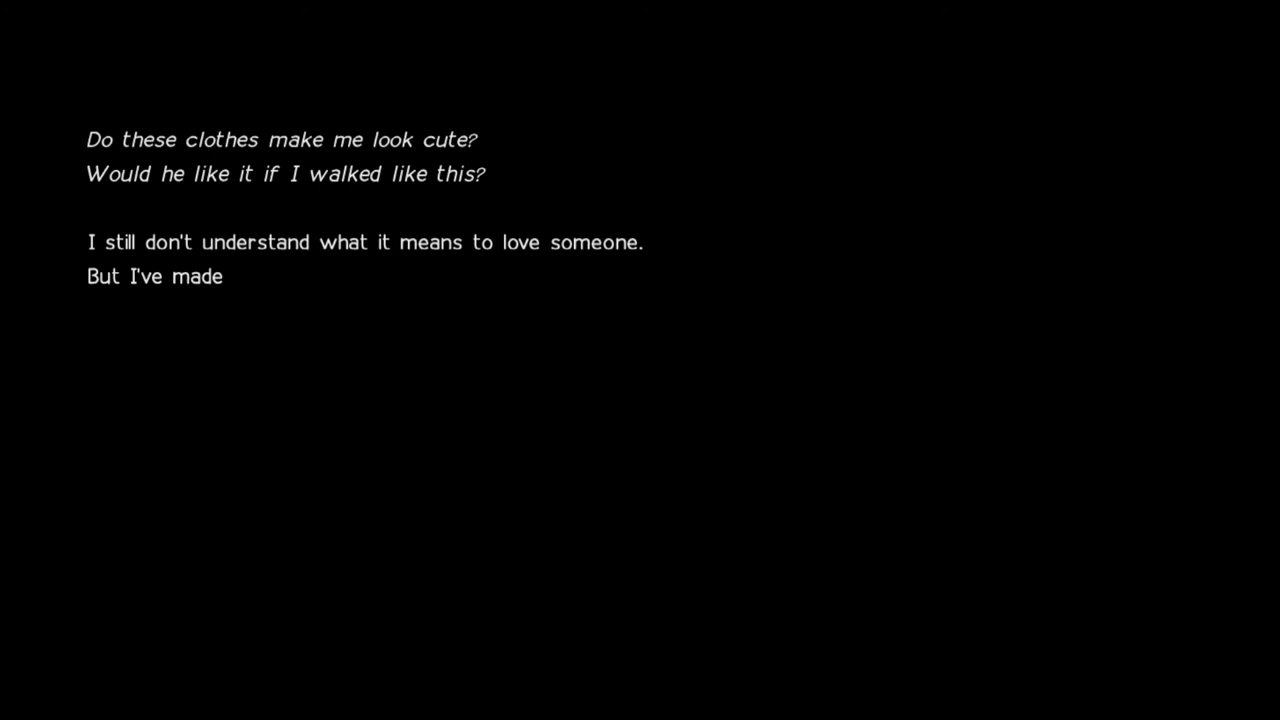 Do these clothes make me look cute?
Would he like it if I walked like this?
I still don't understand what it means to love someone.
But I've made